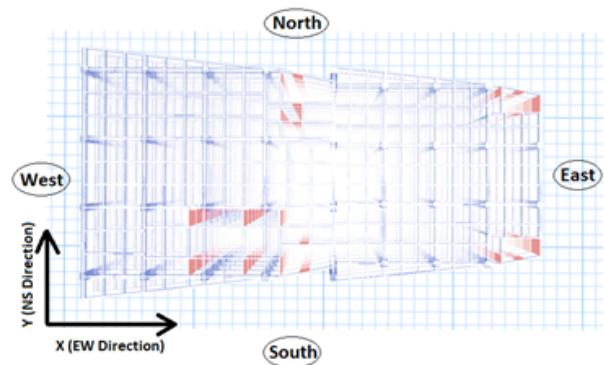 North
West
East
Y (NS Direction)
X (EW Direction)
South